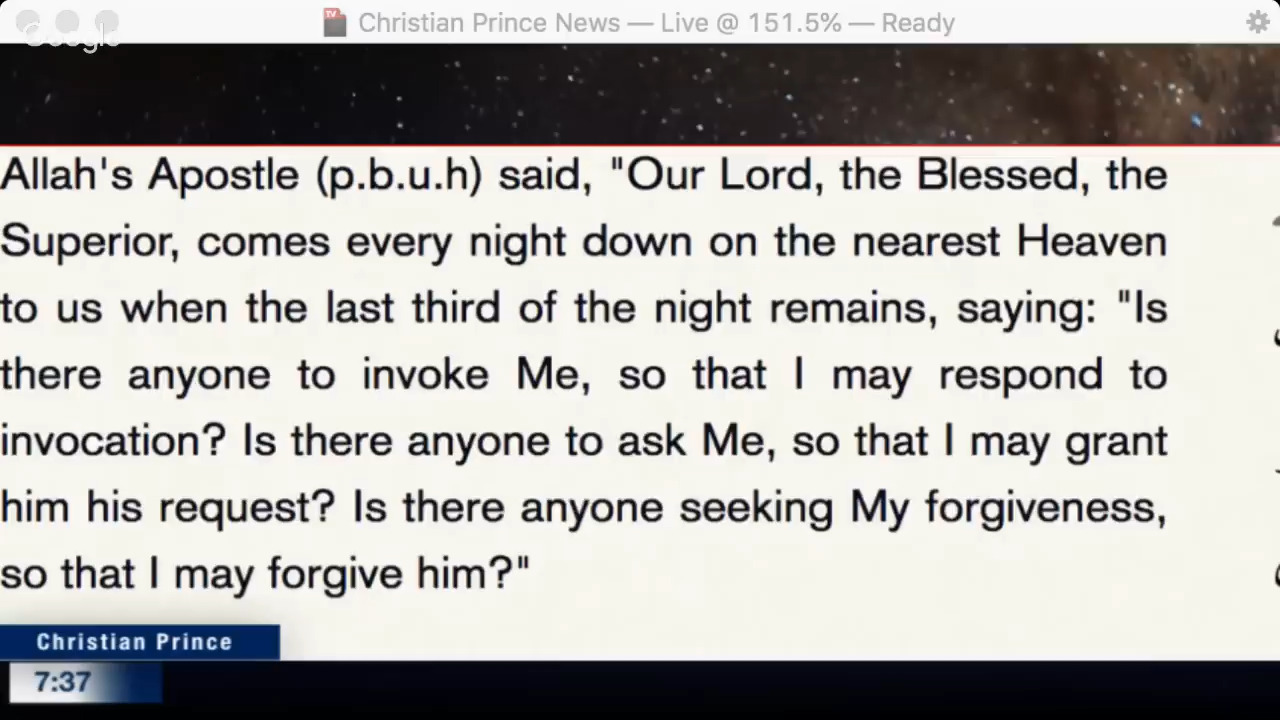 TV
Christian Prince News — Live @ 151.5% — Ready
Google
Allah's Apostle (p.b.u.h) said, "Our Lord, the Blessed, the
Superior, comes every night down on the nearest Heaven
to us when the last third of the night remains, saying: "Is
there anyone to invoke Me, so that I may respond to
invocation? Is there anyone to ask Me, so that I may grant
him his request? Is there anyone seeking My forgiveness,
so that I may forgive him?"
Christian Prince
7:37